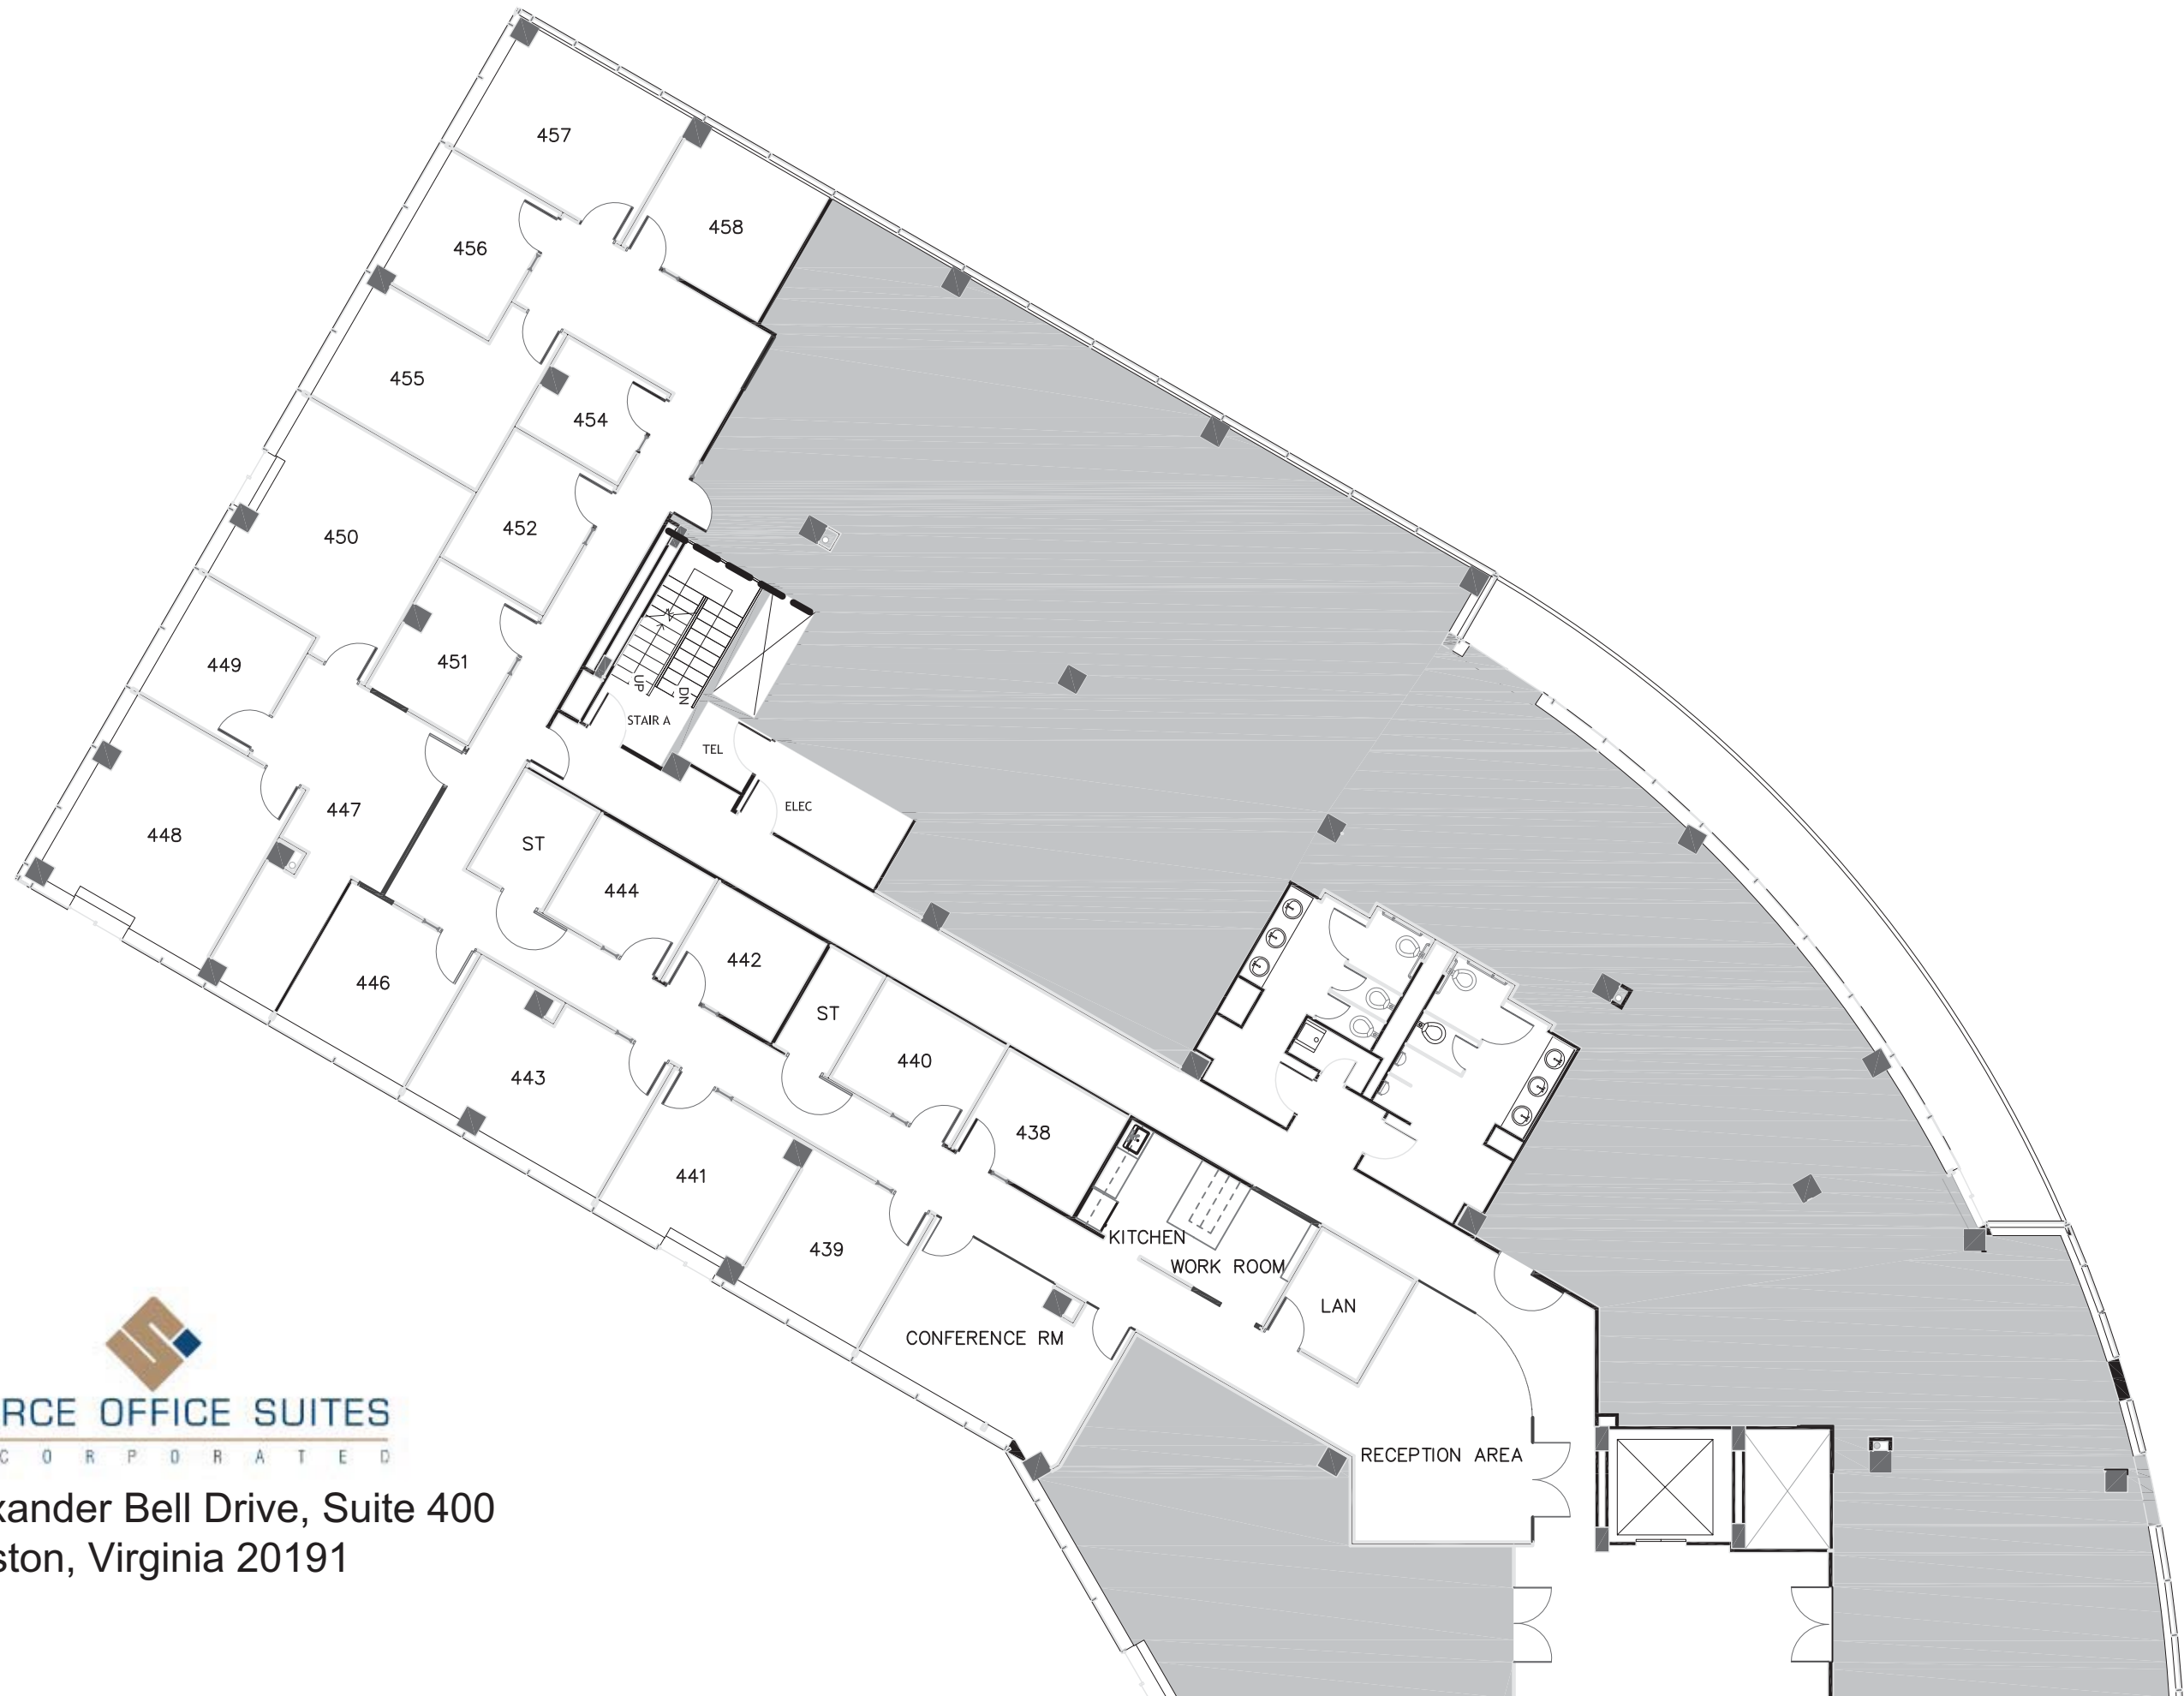 457
458
456
455
454
452
450
451
449
UP
DN
STAIR A
TEL
ELEC
447
448
ST
444
442
446
443
ST
440
438
441
439
KITCHEN
WORK ROOM
LAN
CONFERENCE RM
RECEPTION AREA
RCE OFFICE SUITES
C O R P O R A T E D
xander Bell Drive, Suite 400
ston, Virginia 20191